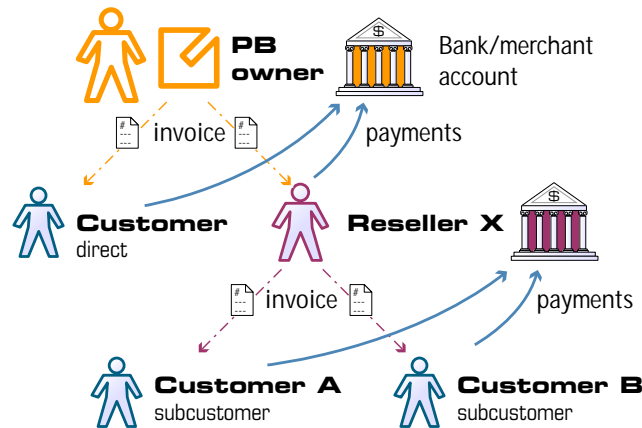 PB
owner
$
Bank/merchant
account
#
invoice
#
payments
Customer
direct
Reseller X
$
#
invoice
#
payments
Customer A
subcustomer
Customer B
subcustomer